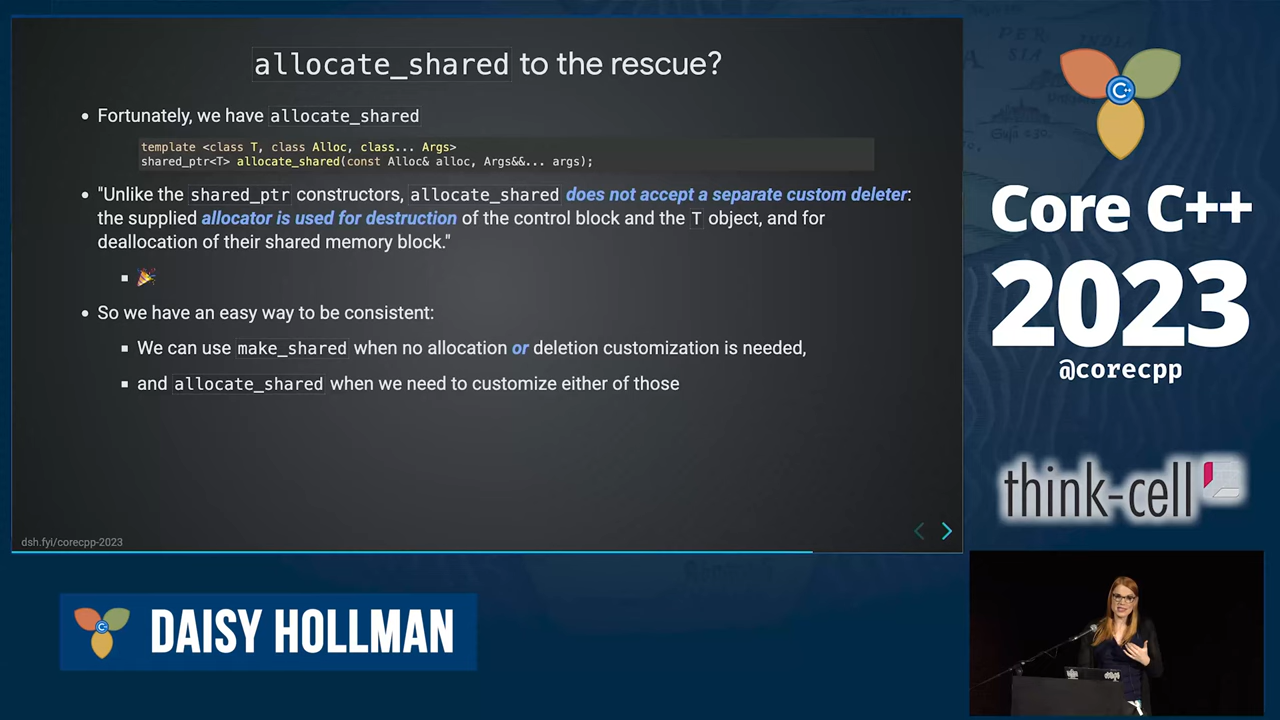 allocate_shared to the rescue?
• Fortunately, we have allocate_shared
template <class T, class Alloc, class... Args>
shared_ptr<T> allocate_shared(const Alloc& alloc, Args&&... args);
• "Unlike the shared_ptr constructors, allocate_shared does not accept a separate custom deleter:
the supplied allocator is used for destruction of the control block and the T object, and for
deallocation of their shared memory block."
▪ 🎉
• So we have an easy way to be consistent:
▪ We can use make_shared when no allocation or deletion customization is needed,
▪ and allocate_shared when we need to customize either of those
dsh.fyi/corecpp-2023
C++
Core C++
2023
@corecpp
think-cell
C++
DAISY HOLLMAN